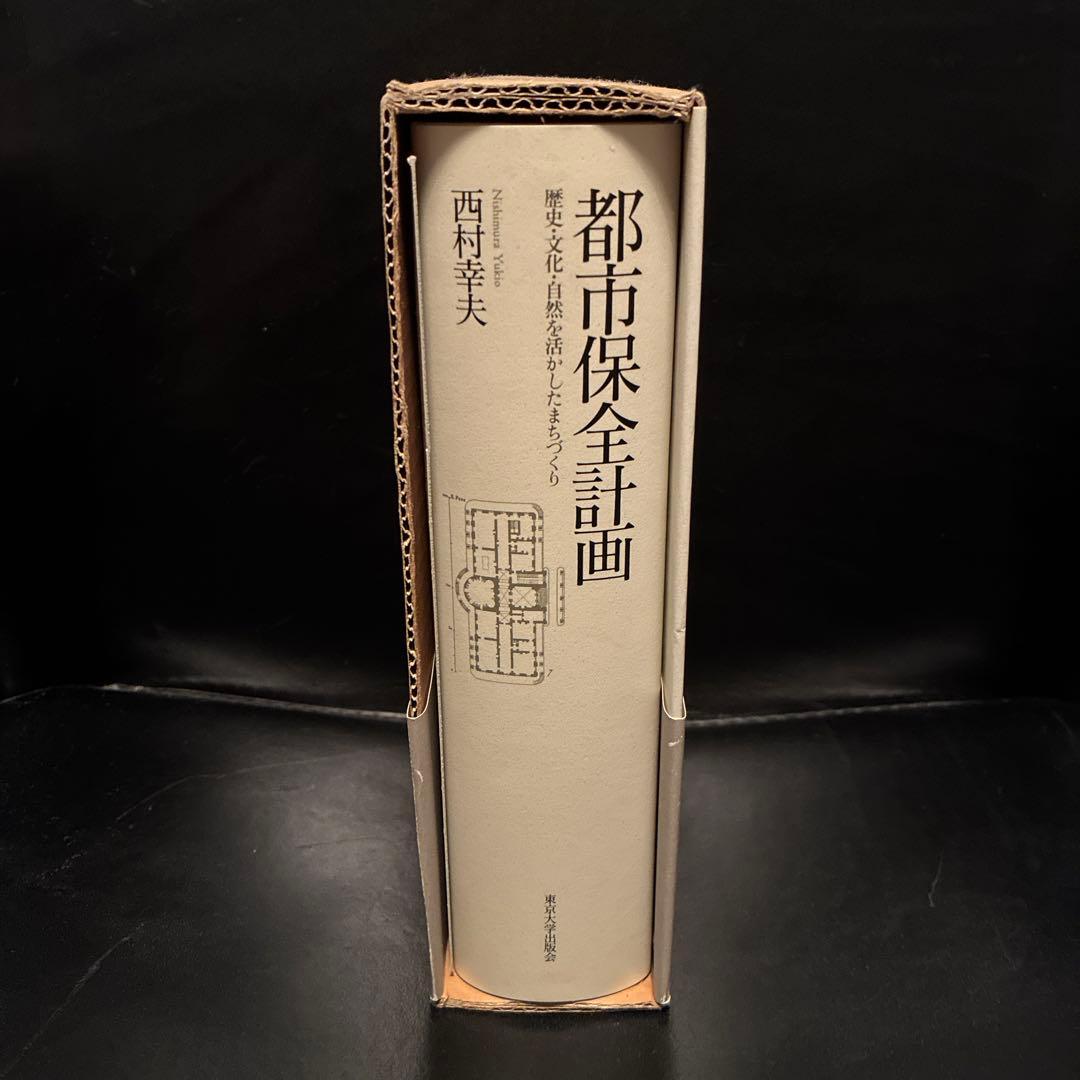 都市保全計画
歴史・文化・自然を活かしたまちづくり
Nishimura Yukio
西村幸夫
東京大学出版会